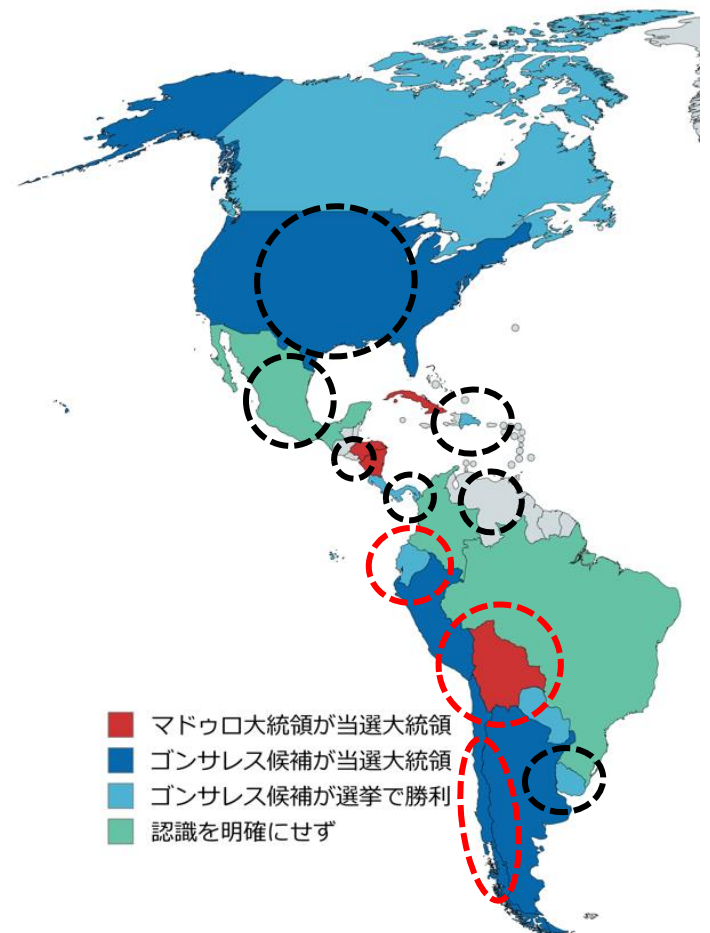 マドゥロ大統領が当選大統領
ゴンサレス候補が当選大統領
ゴンサレス候補が選挙で勝利
認識を明確にせず